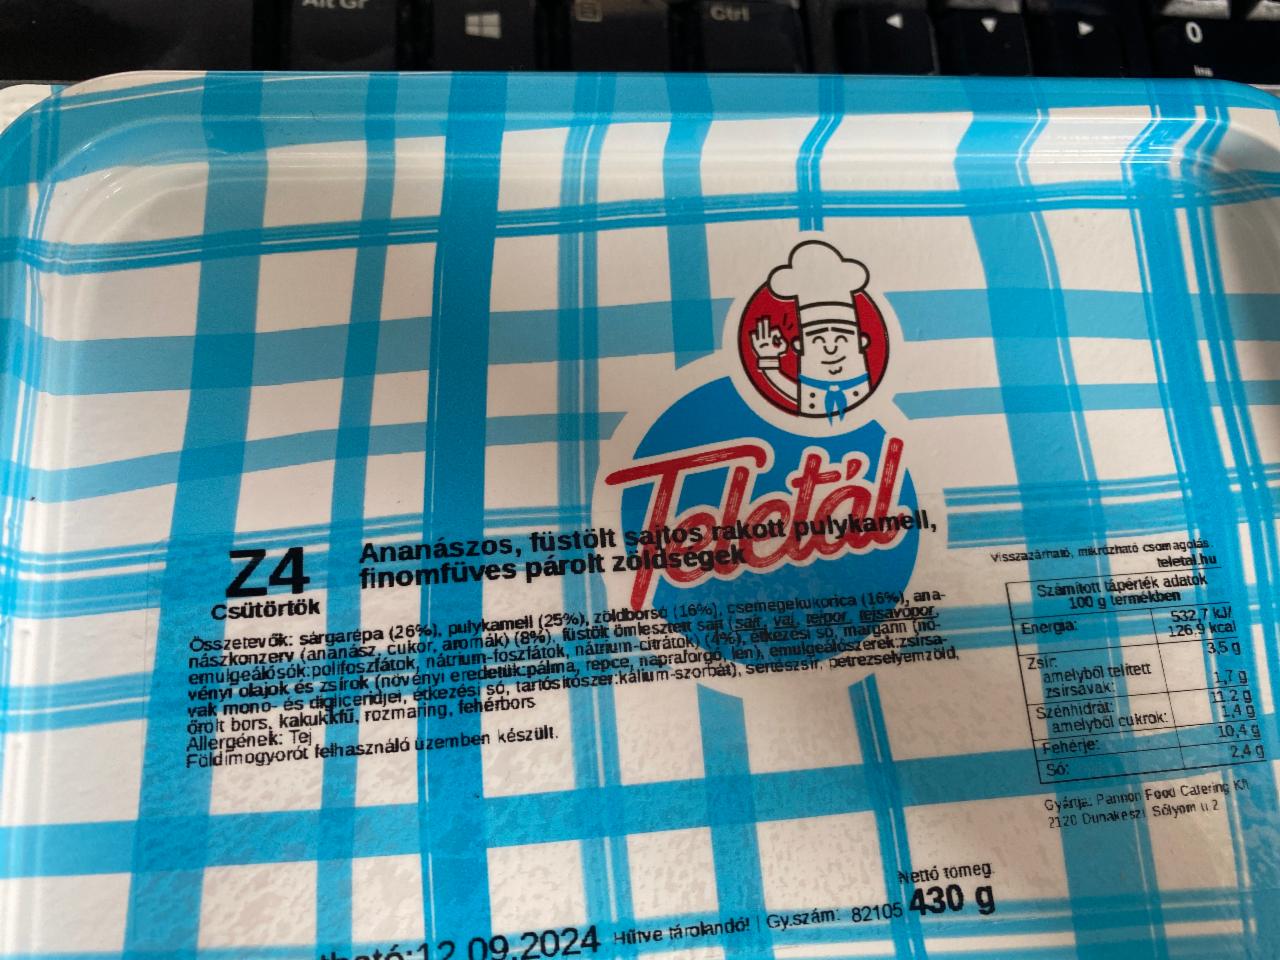 Alt Gr
Ctrl
0
Ins
Teletál
Z4
Csütörtök
Ananászos, füstölt sajtos rakott pulykamell,
finomfüves párolt zöldségek
Összetevők: sárgarépa (26%), pulykamell (25%), zöldborsó (16%), csemegekukorica (16%), ana-
nászkonzerv (ananász, cukor, aromák) (8%), füstölt ömlesztett sajt (sajt, vaj, tejpor, tejsavópor,
emulgeálósók:polifoszfátok, nátrium-foszfátok, nátrium-citrátok) (4%), étkezési só, margarin (nö-
vényi olajok és zsírok (növényi eredetük:pálma, repce, napraforgó, len), emulgeálószerek:zsírsa-
vak mono- és digliceridjei, étkezési só, tartósítószer:kálium-szorbát), sertészsír, petrezselyemzöld,
őrölt bors, kakukkfű, rozmaring, fehérbors
Allergének: Tej
Földimogyorót felhasználó üzemben készült.
Visszazárható, mikrózható csomagolás.
teletal.hu
Számított tápérték adatok
100 g termékben
Energia: 532,7 kJ/
126,9 kcal
Zsír: 3,5 g
amelyből telített
zsírsavak: 1,7 g
Szénhidrát: 11,2 g
amelyből cukrok: 1,4 g
Fehérje: 10,4 g
Só: 2,4 g
Gyártja: Pannon Food Catering Kft
2120 Dunakeszi Sólyom u.2
Nettó tömeg:
430 g
12.09.2024 Hűtve tárolandó! | Gy.szám: 82105